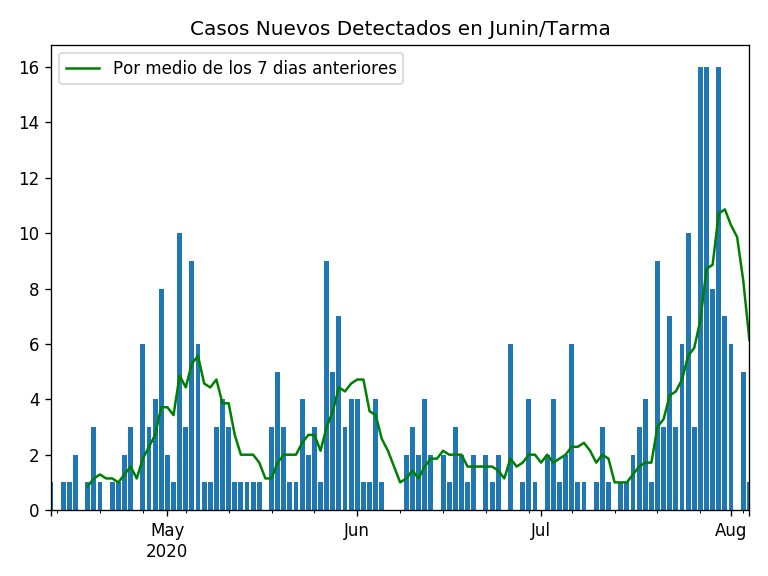 Casos Nuevos Detectados en Junin/Tarma
Por medio de los 7 dias anteriores
16
14
12
10
8
6
4
2
0
May
2020
Jun
Jul
Aug